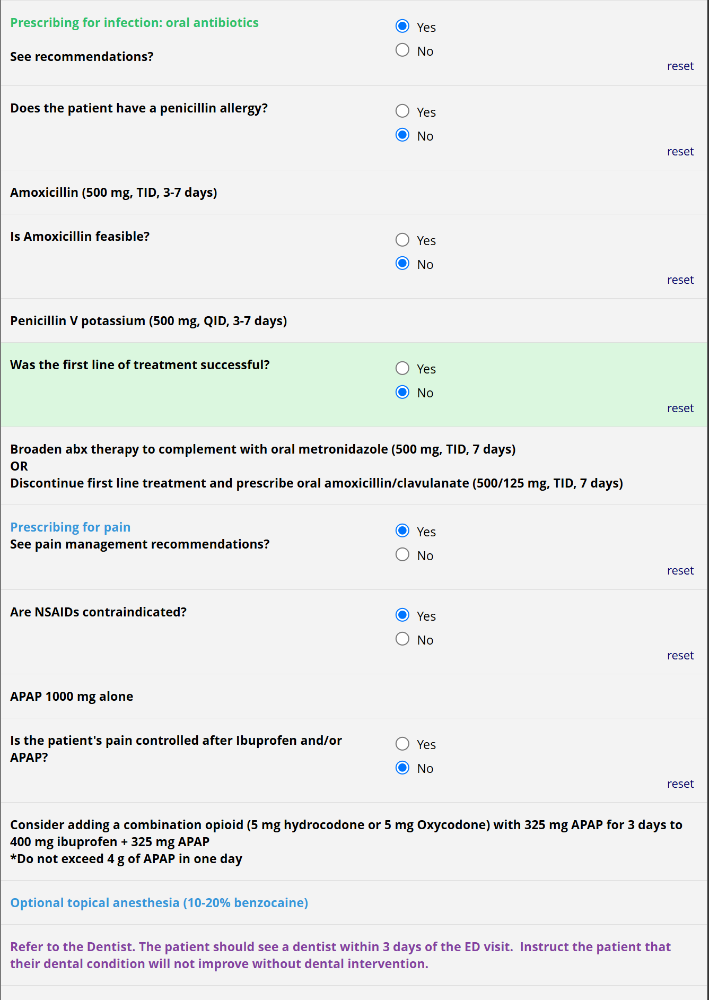 Prescribing for infection: oral antibiotics
See recommendations?
Yes
No
reset
Does the patient have a penicillin allergy?
Yes
No
reset
Amoxicillin (500 mg, TID, 3-7 days)
Is Amoxicillin feasible?
Yes
No
reset
Penicillin V potassium (500 mg, QID, 3-7 days)
Was the first line of treatment successful?
Yes
No
reset
Broaden abx therapy to complement with oral metronidazole (500 mg, TID, 7 days)
OR
Discontinue first line treatment and prescribe oral amoxicillin/clavulanate (500/125 mg, TID, 7 days)
Prescribing for pain
See pain management recommendations?
Yes
No
reset
Are NSAIDs contraindicated?
Yes
No
reset
APAP 1000 mg alone
Is the patient's pain controlled after Ibuprofen and/or
APAP?
Yes
No
reset
Consider adding a combination opioid (5 mg hydrocodone or 5 mg Oxycodone) with 325 mg APAP for 3 days to
400 mg ibuprofen + 325 mg APAP
*Do not exceed 4 g of APAP in one day
Optional topical anesthesia (10-20% benzocaine)
Refer to the Dentist. The patient should see a dentist within 3 days of the ED visit.  Instruct the patient that
their dental condition will not improve without dental intervention.